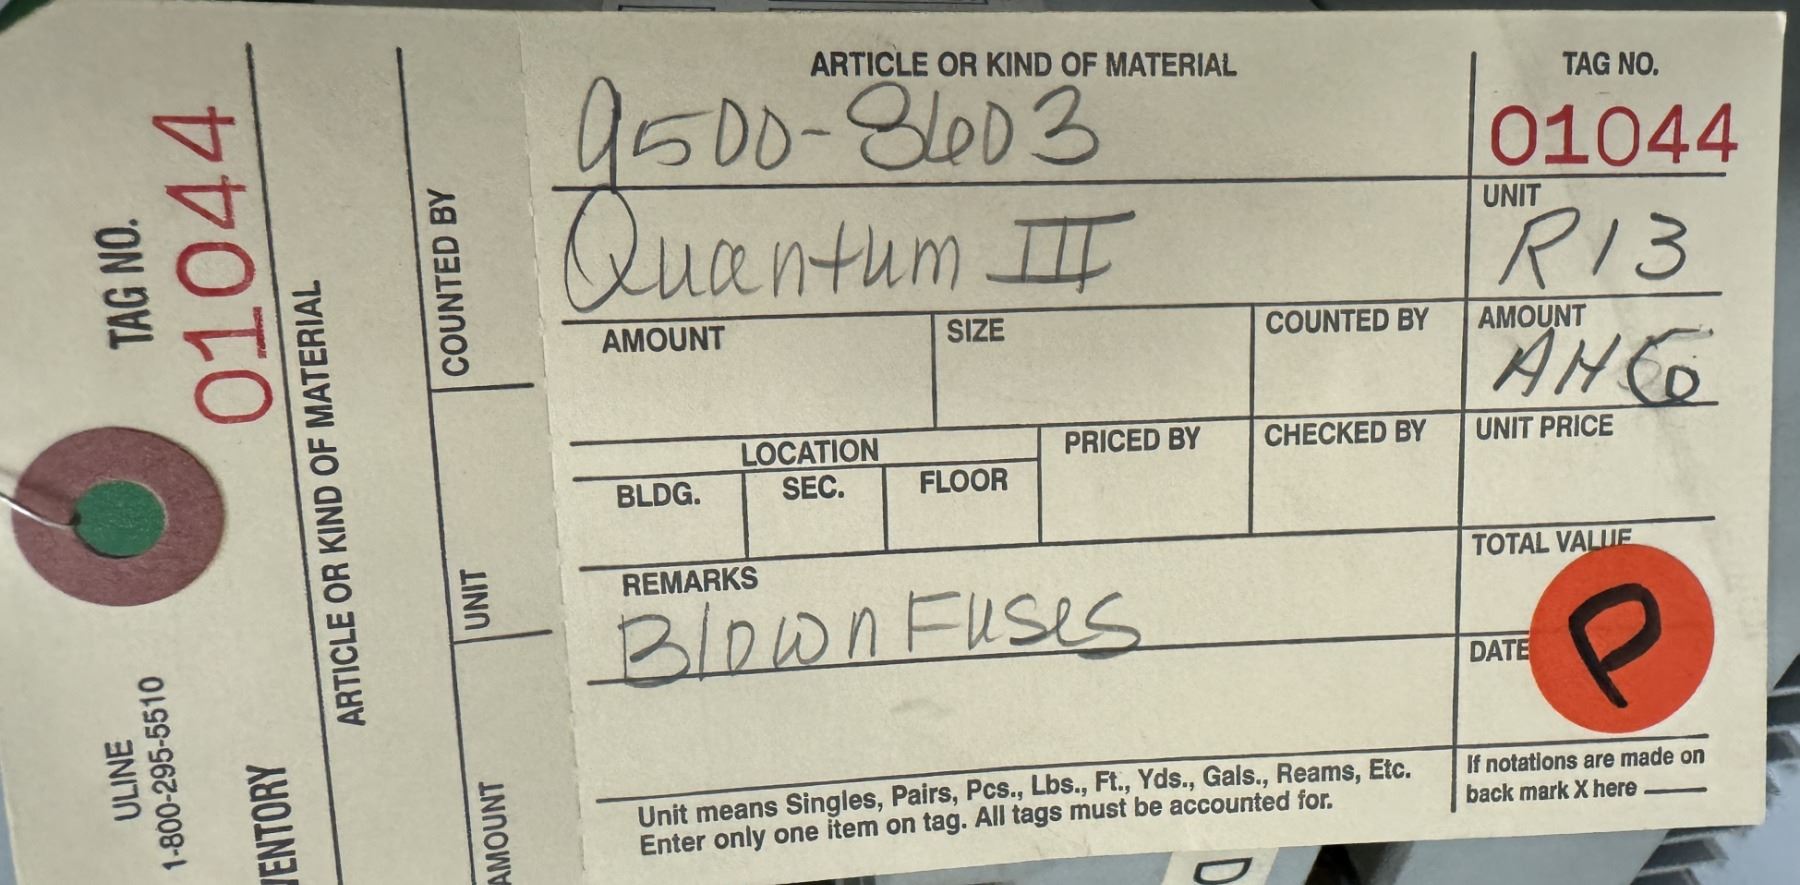 ARTICLE OR KIND OF MATERIAL
9500-8603
Quantum III
TAG NO.
01044
UNIT
R13
AMOUNT
AH
AMOUNT
SIZE
COUNTED BY
LOCATION
BLDG.
SEC.
FLOOR
PRICED BY
CHECKED BY
UNIT PRICE
TOTAL VALUE
REMARKS
Blown Fuses
DATE
P
Unit means Singles, Pairs, Pcs., Lbs., Ft., Yds., Gals., Reams, Etc.
Enter only one item on tag. All tags must be accounted for.
If notations are made on
back mark X here
TAG NO.
01044
ARTICLE OR KIND OF MATERIAL
COUNTED BY
UNIT
AMOUNT
ULINE
1-800-295-5510
VENTORY
D